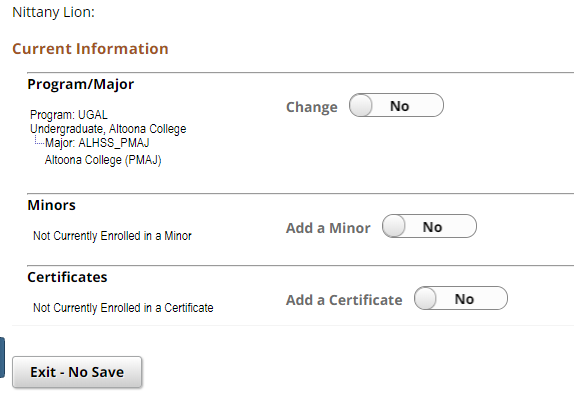 Nittany Lion:
Current Information
Program/Major
Program: UGAL
Undergraduate, Altoona College
Major: ALHSS_PMAJ
Altoona College (PMAJ)
Change No
Minors
Not Currently Enrolled in a Minor
Add a Minor No
Certificates
Not Currently Enrolled in a Certificate
Add a Certificate No
Exit - No Save